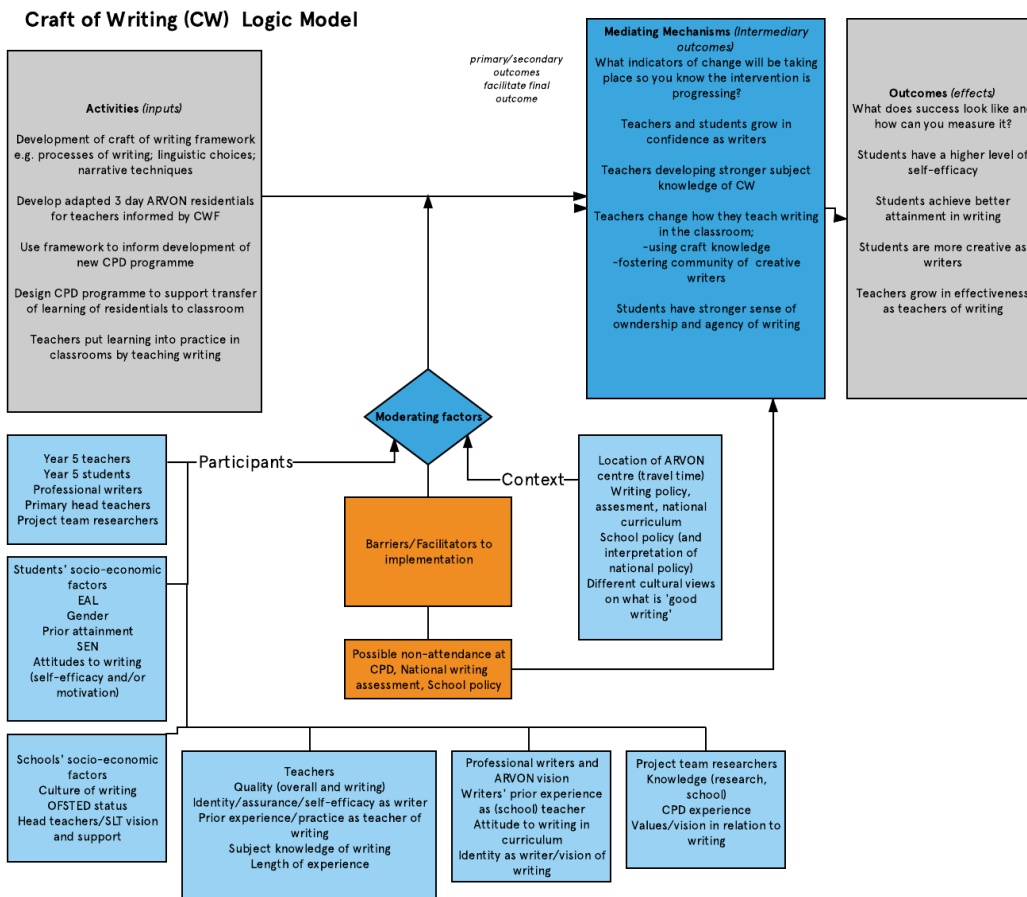 Craft of Writing (CW)  Logic Model
Activities (inputs)
Development of craft of writing framework
e.g. processes of writing; linguistic choices;
narrative techniques
Develop adapted 3 day ARVON residentials
for teachers informed by CWF
Use framework to inform development of
new CPD programme
Design CPD programme to support transfer
of learning of residentials to classroom
Teachers put learning into practice in
classrooms by teaching writing
primary/secondary
outcomes
facilitate final
outcome
Mediating Mechanisms (Intermediary
outcomes)
What indicators of change will be taking
place so you know the intervention is
progressing?
Teachers and students grow in
confidence as writers
Teachers developing stronger subject
knowledge of CW
Teachers change how they teach writing
in the classroom;
-using craft knowledge
-fostering community of creative
writers
Students have stronger sense of
owndership and agency of writing
Outcomes (effects)
What does success look like and
how can you measure it?
Students have a higher level of
self-efficacy
Students achieve better
attainment in writing
Students are more creative as
writers
Teachers grow in effectiveness
as teachers of writing
Moderating factors
Participants
Context
Year 5 teachers
Year 5 students
Professional writers
Primary head teachers
Project team researchers
Students' socio-economic
factors
EAL
Gender
Prior attainment
SEN
Attitudes to writing
(self-efficacy and/or
motivation)
Schools' socio-economic
factors
Culture of writing
OFSTED status
Head teachers/SLT vision
and support
Barriers/Facilitators to
implementation
Possible non-attendance at
CPD, National writing
assessment, School policy
Location of ARVON
centre (travel time)
Writing policy,
assesment, national
curriculum
School policy (and
interpretation of
national policy)
Different cultural views
on what is 'good
writing'
Teachers
Quality (overall and writing)
Identity/assurance/self-efficacy as writer
Prior experience/practice as teacher of
writing
Subject knowledge of writing
Length of experience
Professional writers and
ARVON vision
Writers' prior experience
as (school) teacher
Attitude to writing in
curriculum
Identity as writer/vision of
writing
Project team researchers
Knowledge (research,
school)
CPD experience
Values/vision in relation to
writing